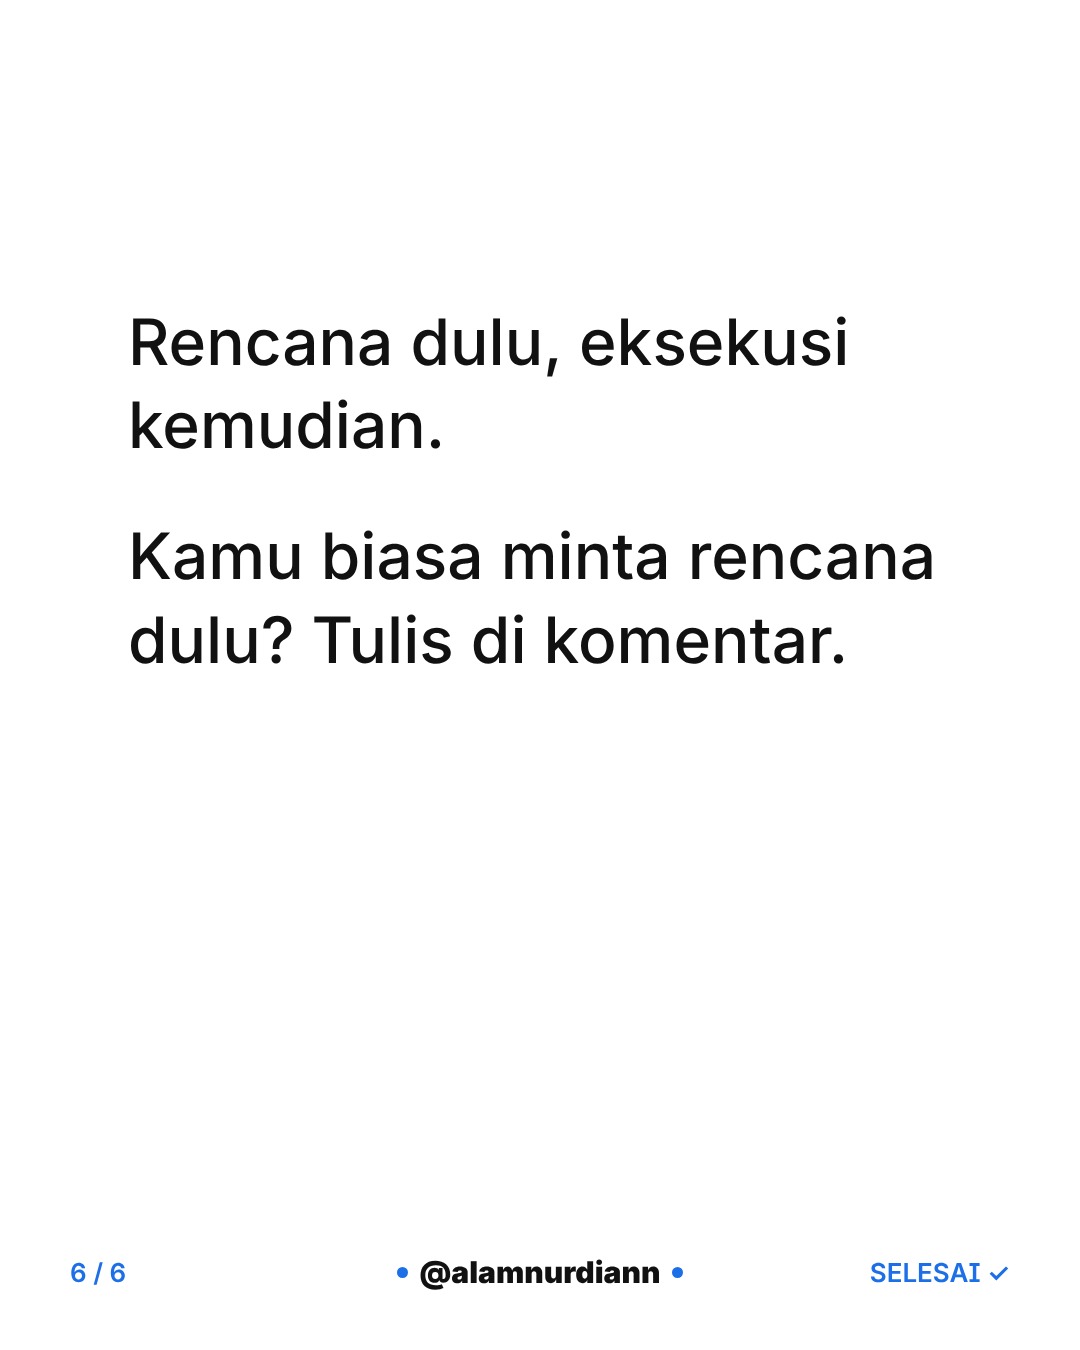 Rencana dulu, eksekusi
kemudian.
Kamu biasa minta rencana
dulu? Tulis di komentar.
6 / 6
• @alamnurdiann •
SELESAI ✓